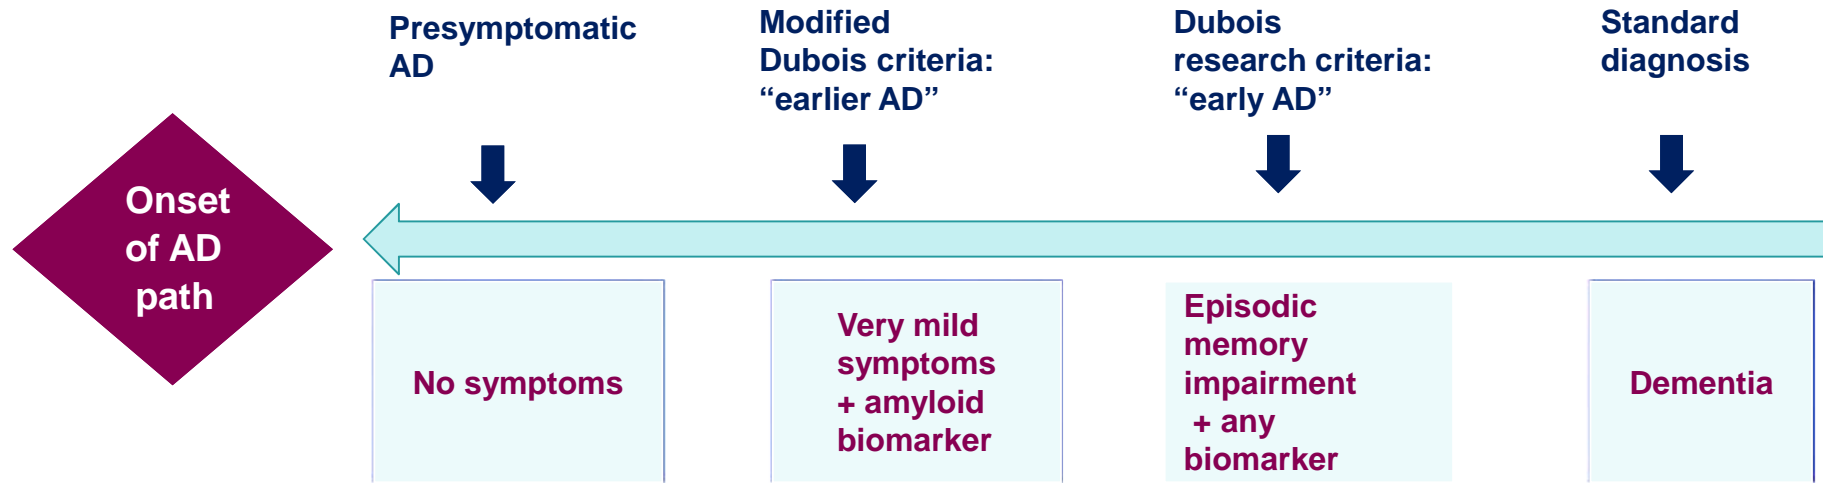 Presymptomatic
AD
Modified
Dubois criteria:
“earlier AD”
Dubois
research criteria:
“early AD”
Standard
diagnosis
Onset
of AD
path
No symptoms
Very mild
symptoms
+ amyloid
biomarker
Episodic
memory
impairment
+ any
biomarker
Dementia